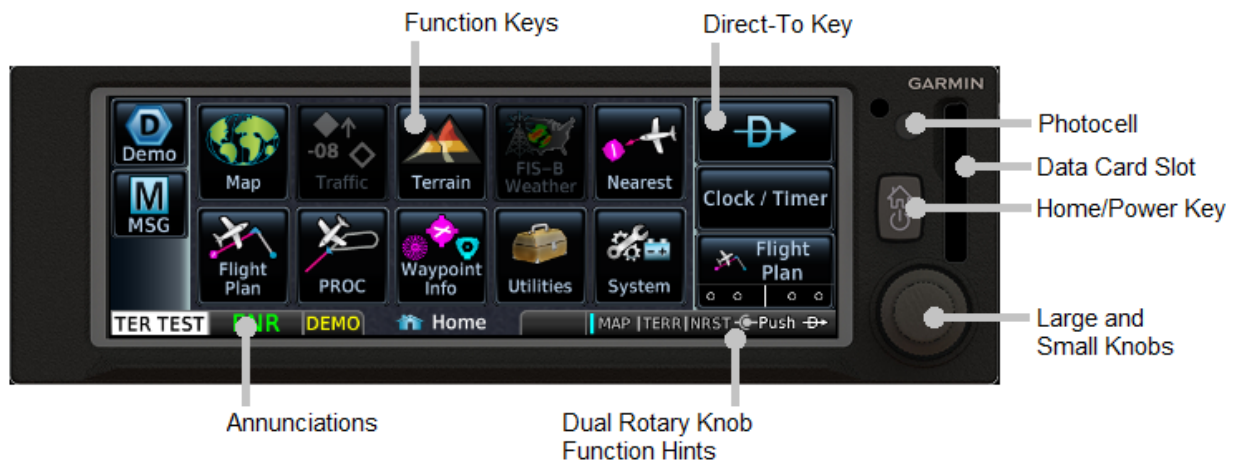 Function Keys
Direct-To Key
GARMIN
D
Demo
-08
Map
Traffic
Terrain
FIS-B
Weather
Nearest
D
Photocell
Data Card Slot
Home/Power Key
M
MSG
Clock / Timer
Flight
Plan
PROC
Waypoint
Info
Utilities
System
Flight
Plan
TER TEST
DEMO
Home
MAP |TERR|NRST
Push D
Large and
Small Knobs
Annunciations
Dual Rotary Knob
Function Hints